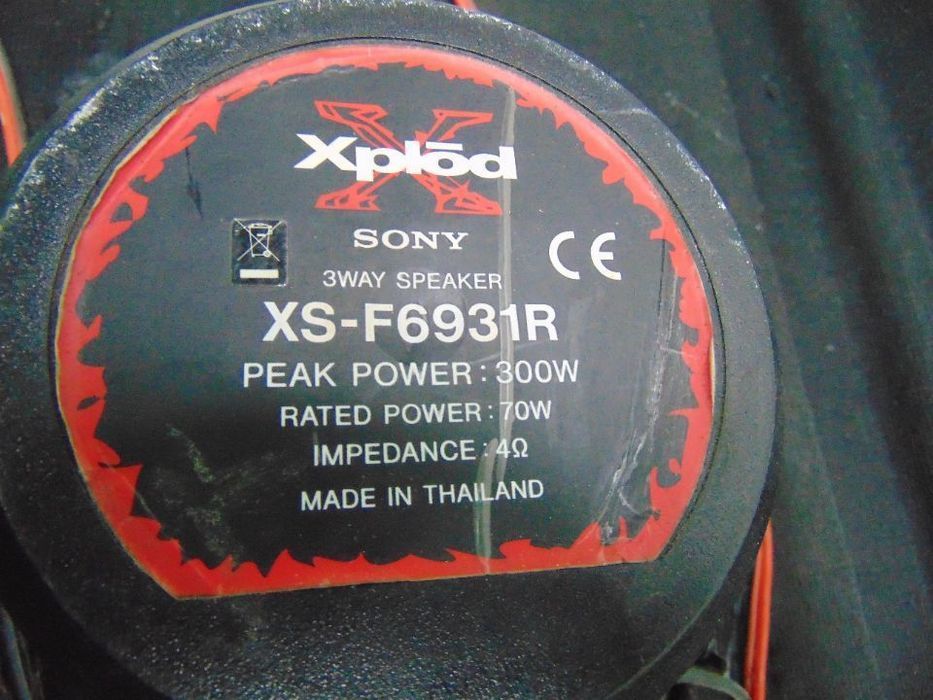 Xplōd
SONY
CE
3WAY SPEAKER
XS-F6931R
PEAK POWER : 300W
RATED POWER : 70W
IMPEDANCE : 4Ω
MADE IN THAILAND